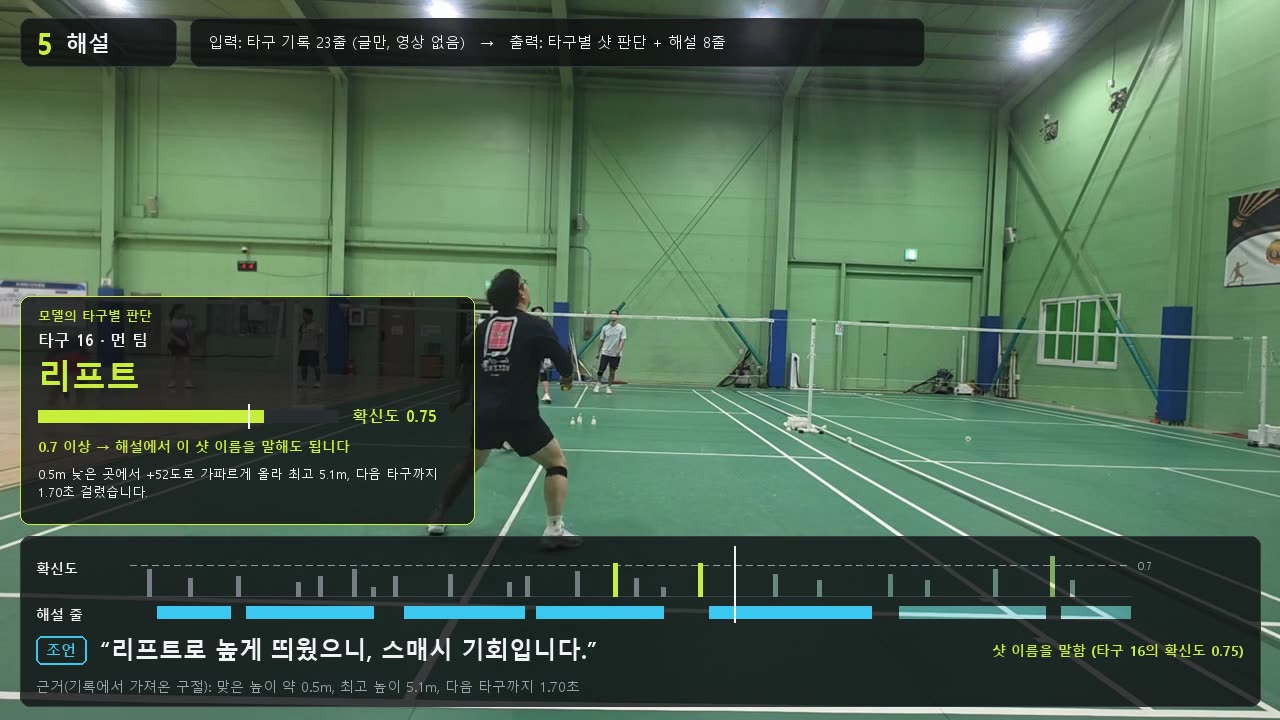 5 해설
입력: 타구 기록 23줄 (글만, 영상 없음) → 출력: 타구별 샷 판단 + 해설 8줄
모델의 타구별 판단
타구 16 · 먼 팀
리프트
확신도 0.75
0.7 이상 → 해설에서 이 샷 이름을 말해도 됩니다
0.5m 낮은 곳에서 +52도로 가파르게 올라 최고 5.1m, 다음 타구까지
1.70초 걸렸습니다.
확신도
0.7
해설 줄
조언 “리프트로 높게 띄웠으니, 스매시 기회입니다.”
샷 이름을 말함 (타구 16의 확신도 0.75)
근거(기록에서 가져온 구절): 맞은 높이 약 0.5m, 최고 높이 5.1m, 다음 타구까지 1.70초